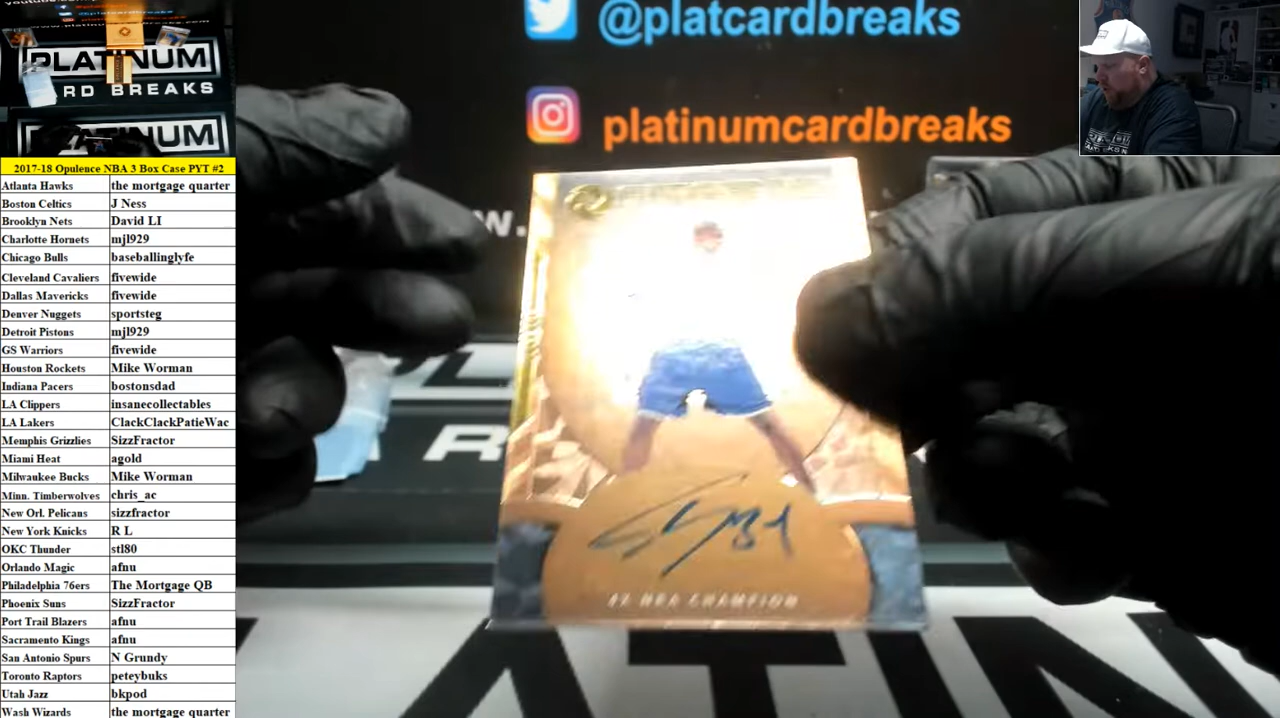 @platcardbreaks
platinumcardbreaks
PLATINUM
RD BREAKS
2017-18 Opulence NBA 3 Box Case PYT #2
Atlanta Hawks the mortgage quarter
Boston Celtics J Ness
Brooklyn Nets David LI
Charlotte Hornets mjl929
Chicago Bulls baseballinglyfe
Cleveland Cavaliers fivewide
Dallas Mavericks fivewide
Denver Nuggets sportsteg
Detroit Pistons mjl929
GS Warriors fivewide
Houston Rockets Mike Worman
Indiana Pacers bostonsdad
LA Clippers insanecollectables
LA Lakers ClackClackPatieWac
Memphis Grizzlies SizzFractor
Miami Heat agold
Milwaukee Bucks Mike Worman
Minn. Timberwolves chris_ac
New Orl. Pelicans sizzfractor
New York Knicks R L
OKC Thunder stl80
Orlando Magic afnu
Philadelphia 76ers The Mortgage QB
Phoenix Suns SizzFractor
Port Trail Blazers afnu
Sacramento Kings afnu
San Antonio Spurs N Grundy
Toronto Raptors peteybuks
Utah Jazz bkpod
Wash Wizards the mortgage quarter
NBA CHAMPION